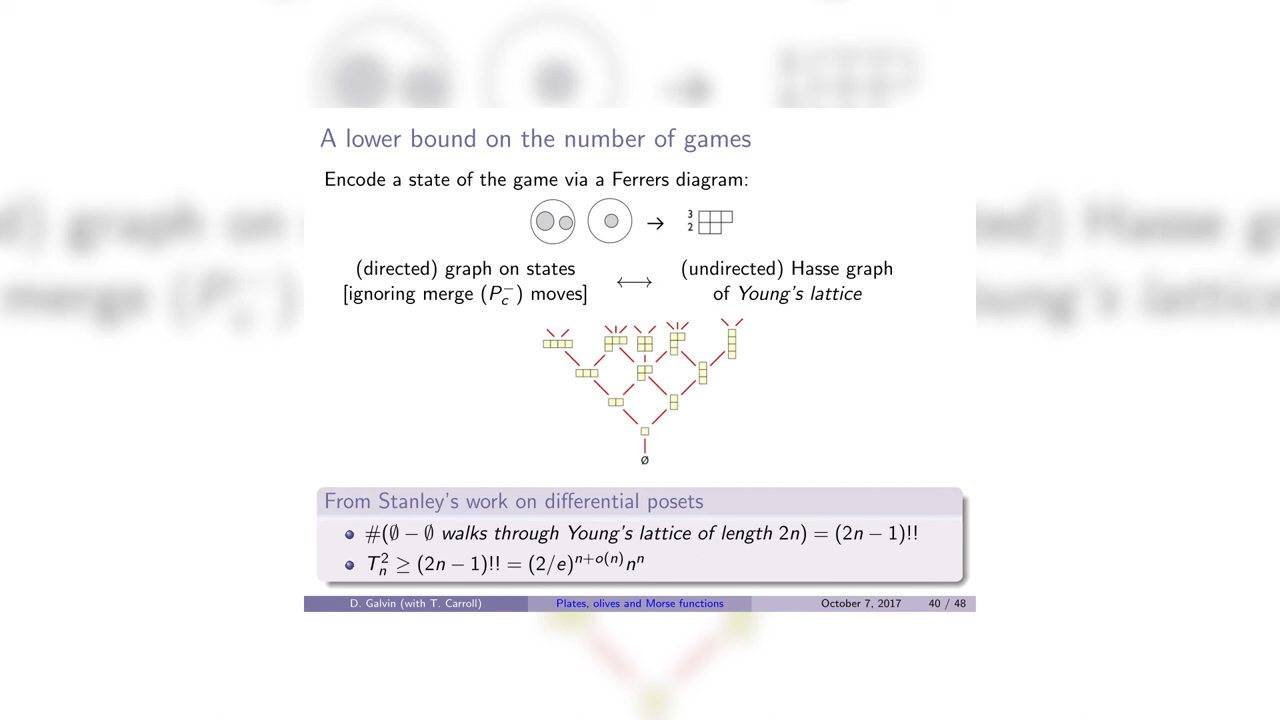 A lower bound on the number of games
Encode a state of the game via a Ferrers diagram:
→ 3
2
(directed) graph on states
[ignoring merge (P_c^−) moves]
⟷
(undirected) Hasse graph
of Young's lattice
∅
From Stanley's work on differential posets
#(∅ − ∅ walks through Young's lattice of length 2n) = (2n − 1)!!
T_n^2 ≥ (2n − 1)!! = (2/e)^{n+o(n)} n^n
D. Galvin (with T. Carroll) Plates, olives and Morse functions October 7, 2017 40 / 48